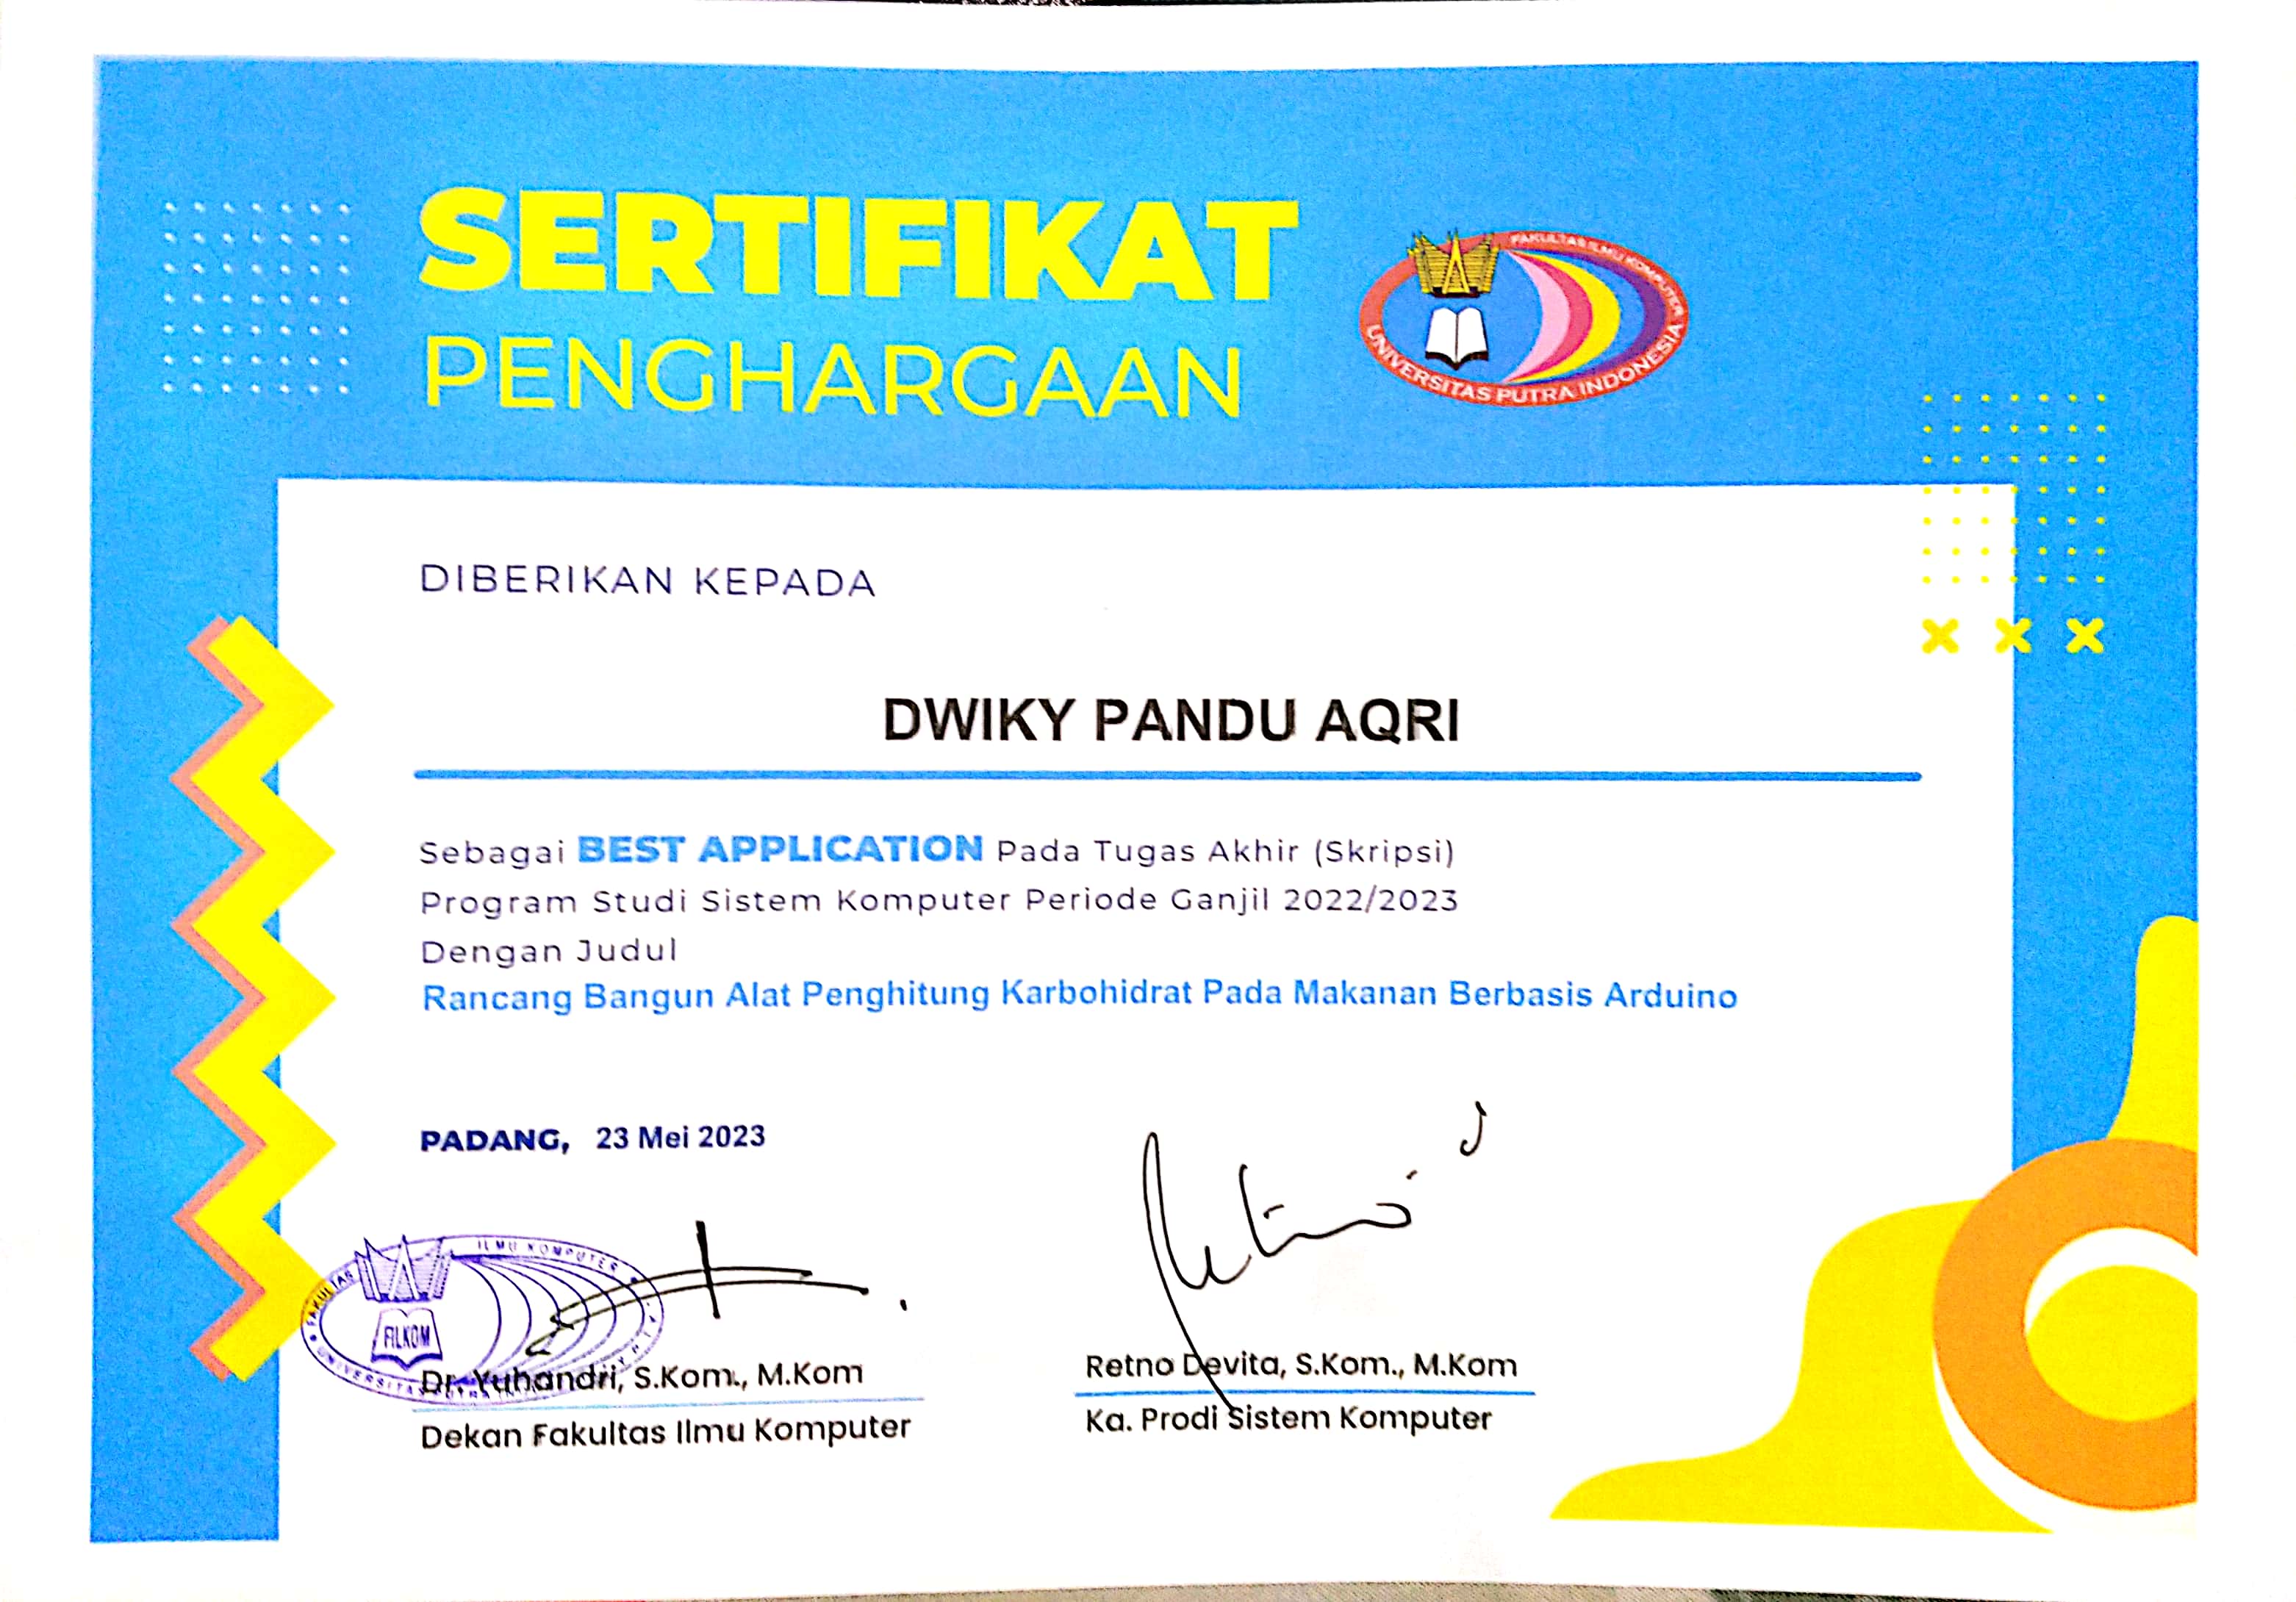 SERTIFIKAT
PENGHARGAAN
FAKULTAS ILMU KOMPUTER
UNIVERSITAS PUTRA INDONESIA
DIBERIKAN KEPADA
DWIKY PANDU AQRI
Sebagai BEST APPLICATION Pada Tugas Akhir (Skripsi)
Program Studi Sistem Komputer Periode Ganjil 2022/2023
Dengan Judul
Rancang Bangun Alat Penghitung Karbohidrat Pada Makanan Berbasis Arduino
PADANG, 23 Mei 2023
FAKULTAS ILMU KOMPUTER
FILKOM
UNIVERSITAS PUTRA
Dr. Yuhandri, S.Kom., M.Kom
Dekan Fakultas Ilmu Komputer
Retno Devita, S.Kom., M.Kom
Ka. Prodi Sistem Komputer